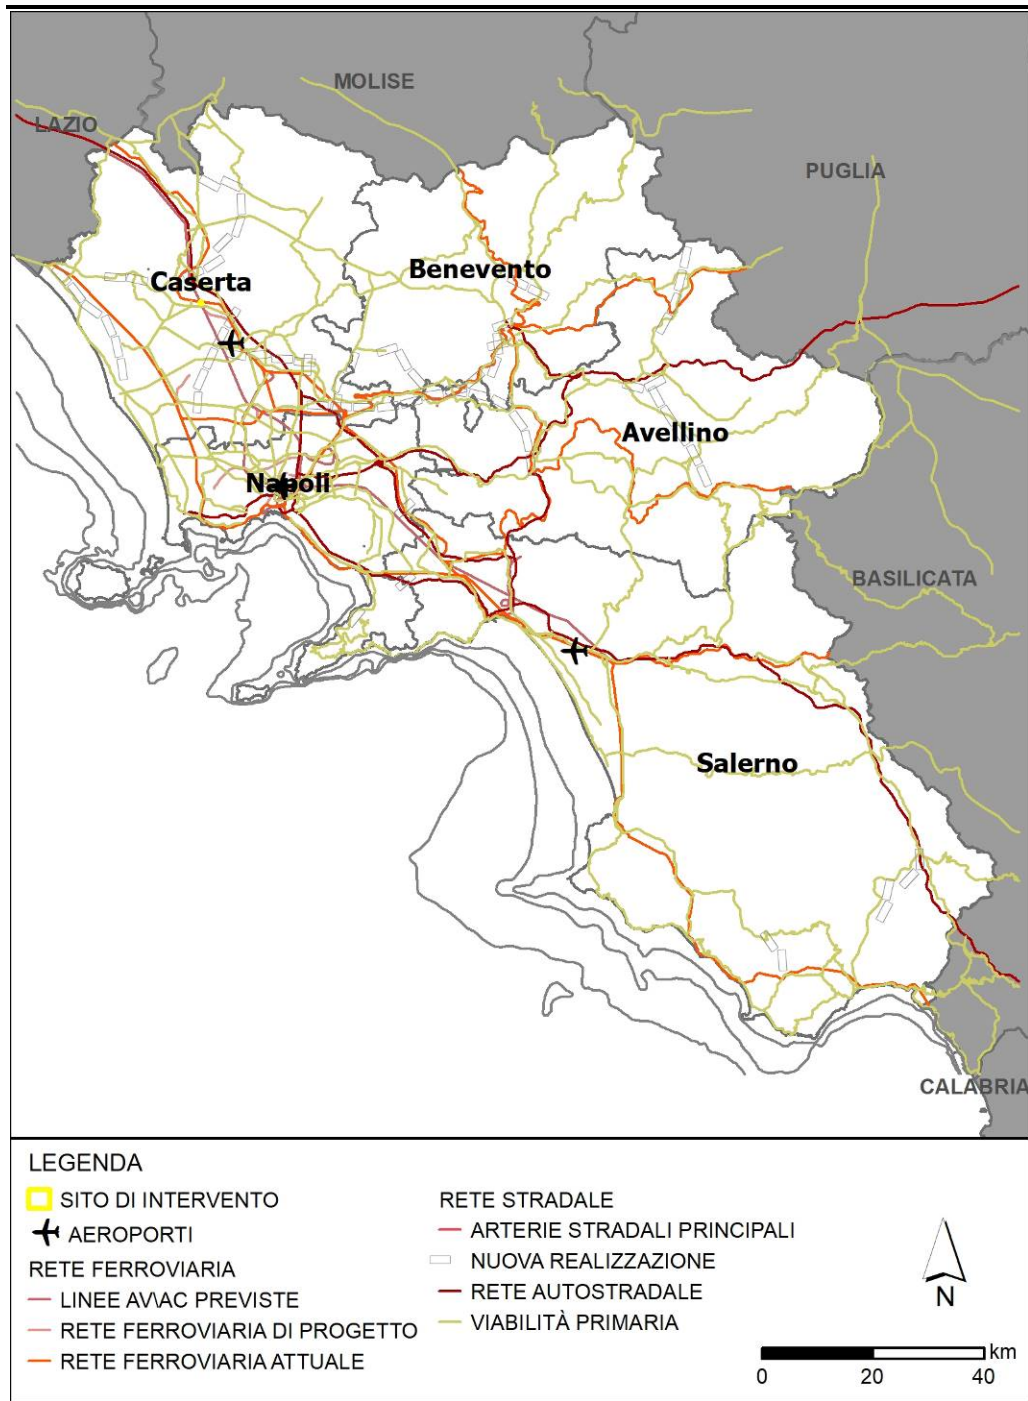 MOLISE
LAZIO
PUGLIA
Benevento
Caserta
Avellino
Napoli
BASILICATA
Salerno
CALABRIA
LEGENDA
SITO DI INTERVENTO
AEROPORTI
RETE FERROVIARIA
LINEE AV\AC PREVISTE
RETE FERROVIARIA DI PROGETTO
RETE FERROVIARIA ATTUALE
RETE STRADALE
ARTERIE STRADALI PRINCIPALI
NUOVA REALIZZAZIONE
RETE AUTOSTRADALE
VIABILITÀ PRIMARIA
N
km
0 20 40